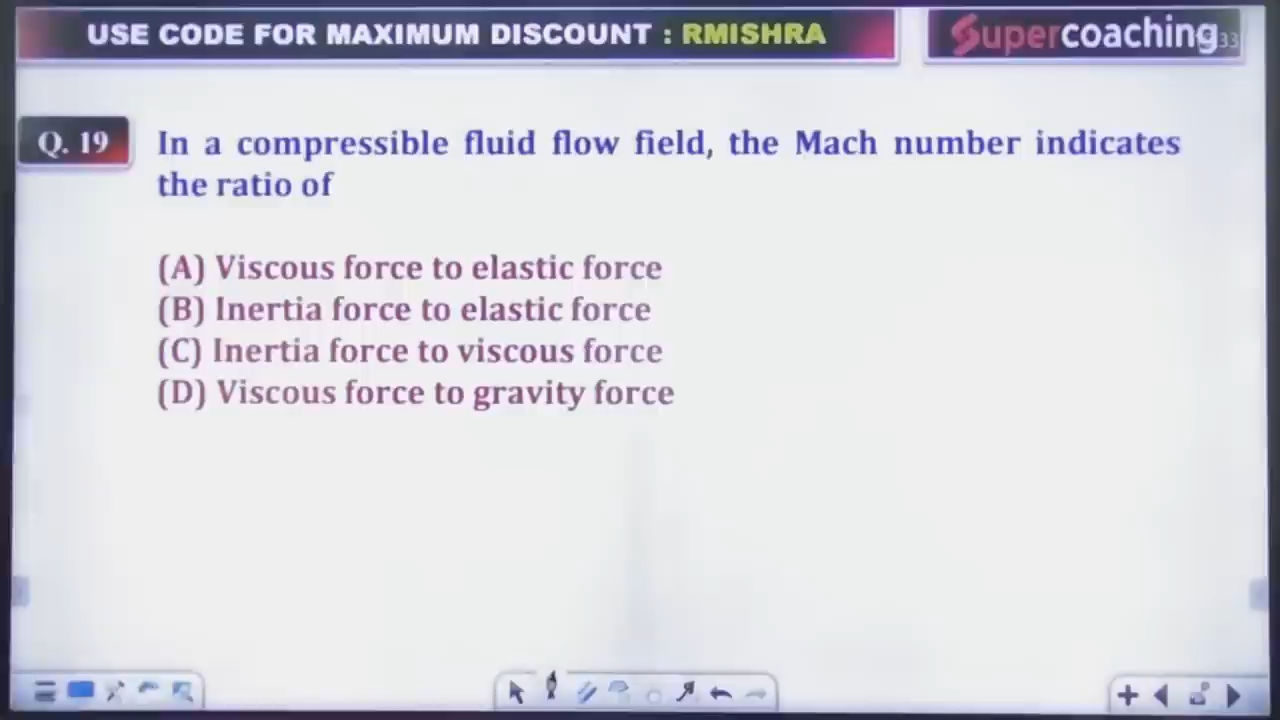 USE CODE FOR MAXIMUM DISCOUNT : RMISHRA
Supercoaching
Q. 19
In a compressible fluid flow field, the Mach number indicates
the ratio of
(A) Viscous force to elastic force
(B) Inertia force to elastic force
(C) Inertia force to viscous force
(D) Viscous force to gravity force